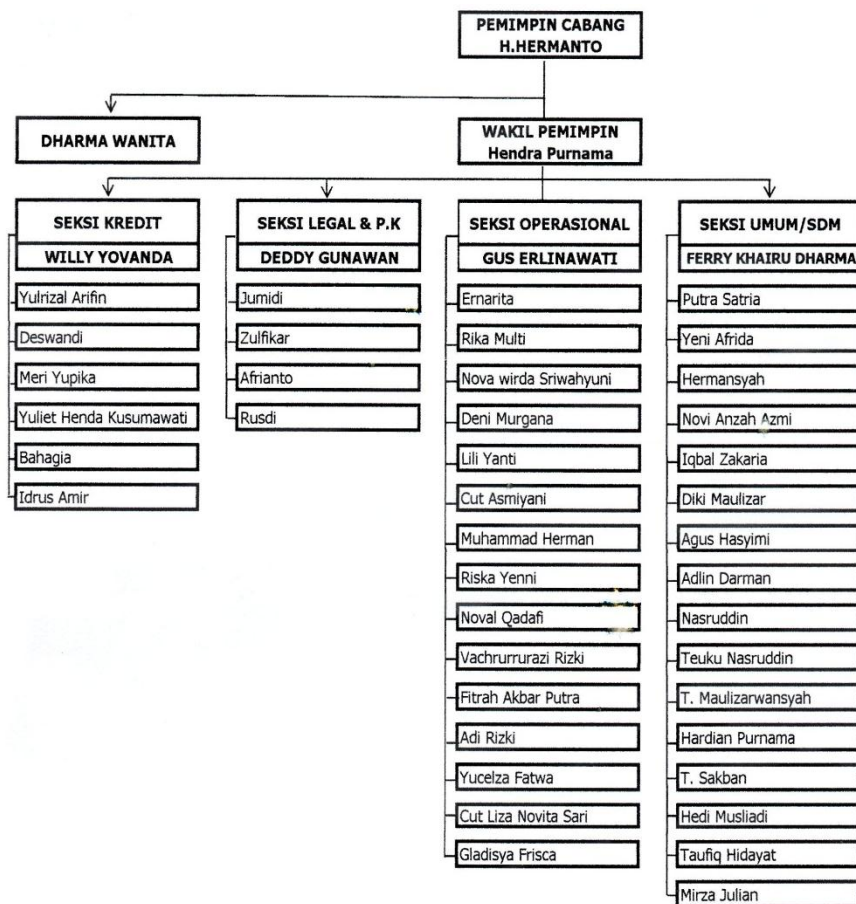 PEMIMPIN CABANG
H.HERMANTO
DHARMA WANITA
WAKIL PEMIMPIN
Hendra Purnama
SEKSI KREDIT
WILLY YOVANDA
Yulrizal Arifin
Deswandi
Meri Yupika
Yuliet Henda Kusumawati
Bahagia
Idrus Amir
SEKSI LEGAL & P.K
DEDDY GUNAWAN
Jumidi
Zulfikar
Afrianto
Rusdi
SEKSI OPERASIONAL
GUS ERLINAWATI
Ernarita
Rika Multi
Nova wirda Sriwahyuni
Deni Murgana
Lili Yanti
Cut Asmiyani
Muhammad Herman
Riska Yenni
Noval Qadafi
Vachrurrurazi Rizki
Fitrah Akbar Putra
Adi Rizki
Yucelza Fatwa
Cut Liza Novita Sari
Gladisya Frisca
SEKSI UMUM/SDM
FERRY KHAIRU DHARMA
Putra Satria
Yeni Afrida
Hermansyah
Novi Anzah Azmi
Iqbal Zakaria
Diki Maulizar
Agus Hasyimi
Adlin Darman
Nasruddin
Teuku Nasruddin
T. Maulizarwansyah
Hardian Purnama
T. Sakban
Hedi Musliadi
Taufiq Hidayat
Mirza Julian